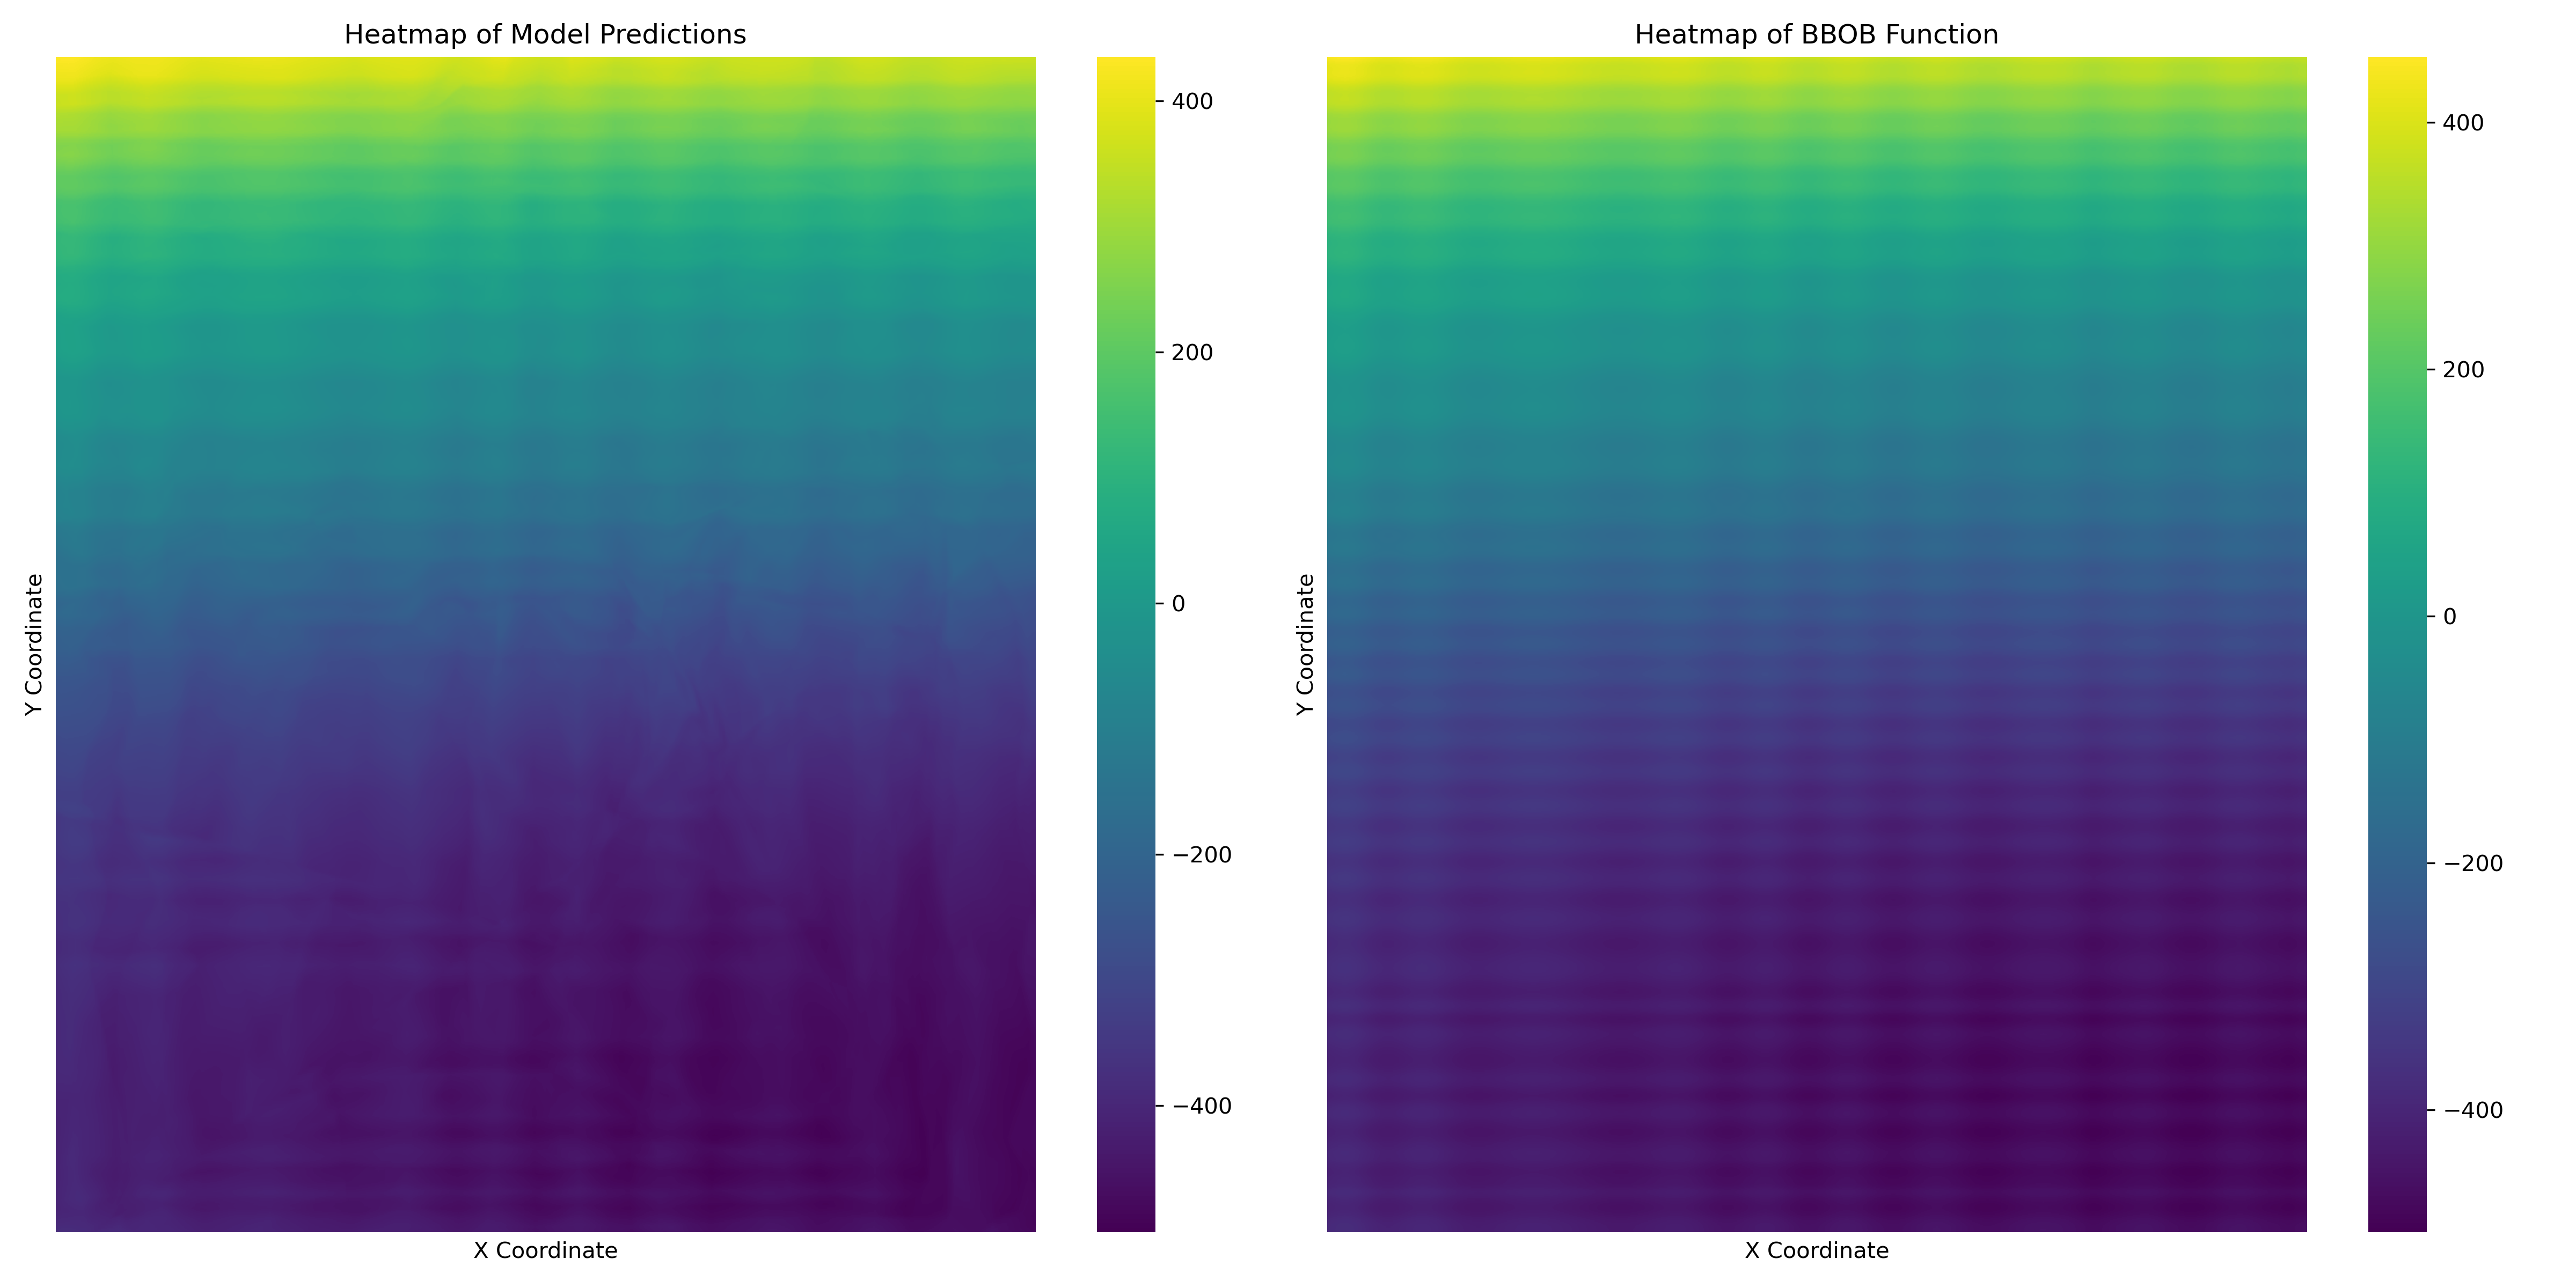 Heatmap of Model Predictions
Y Coordinate
X Coordinate
400
200
0
−200
−400
Heatmap of BBOB Function
Y Coordinate
X Coordinate
400
200
0
−200
−400